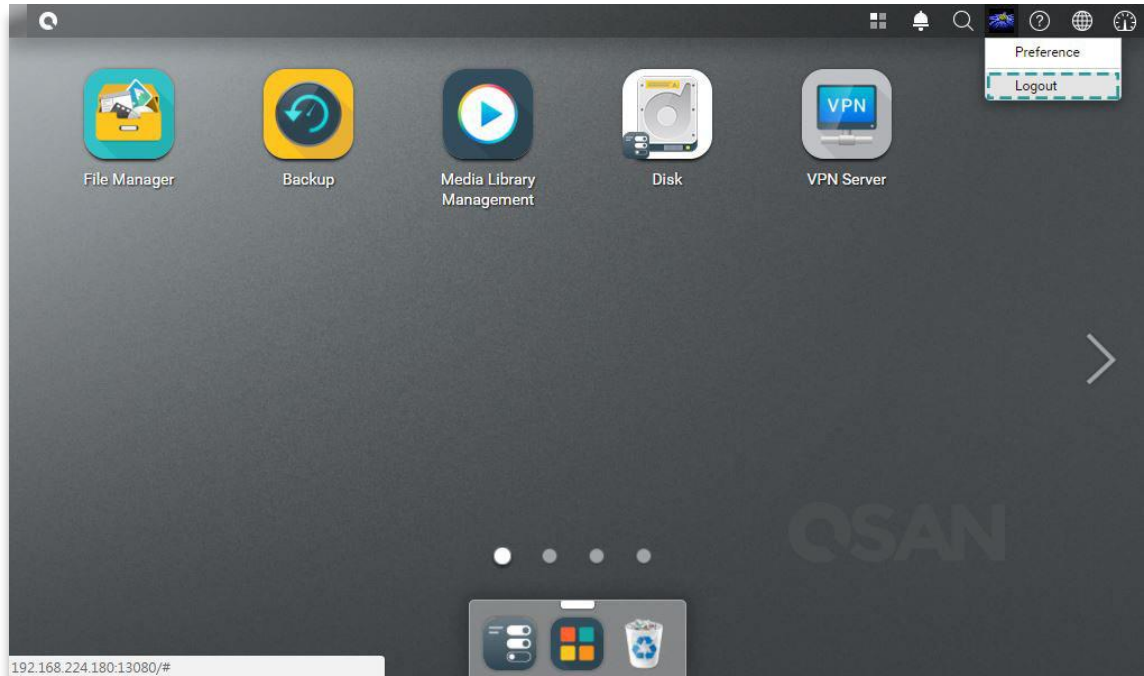 Preference
Logout
VPN
File Manager
Backup
Media Library
Management
Disk
VPN Server
QSAN
192.168.224.180:13080/#